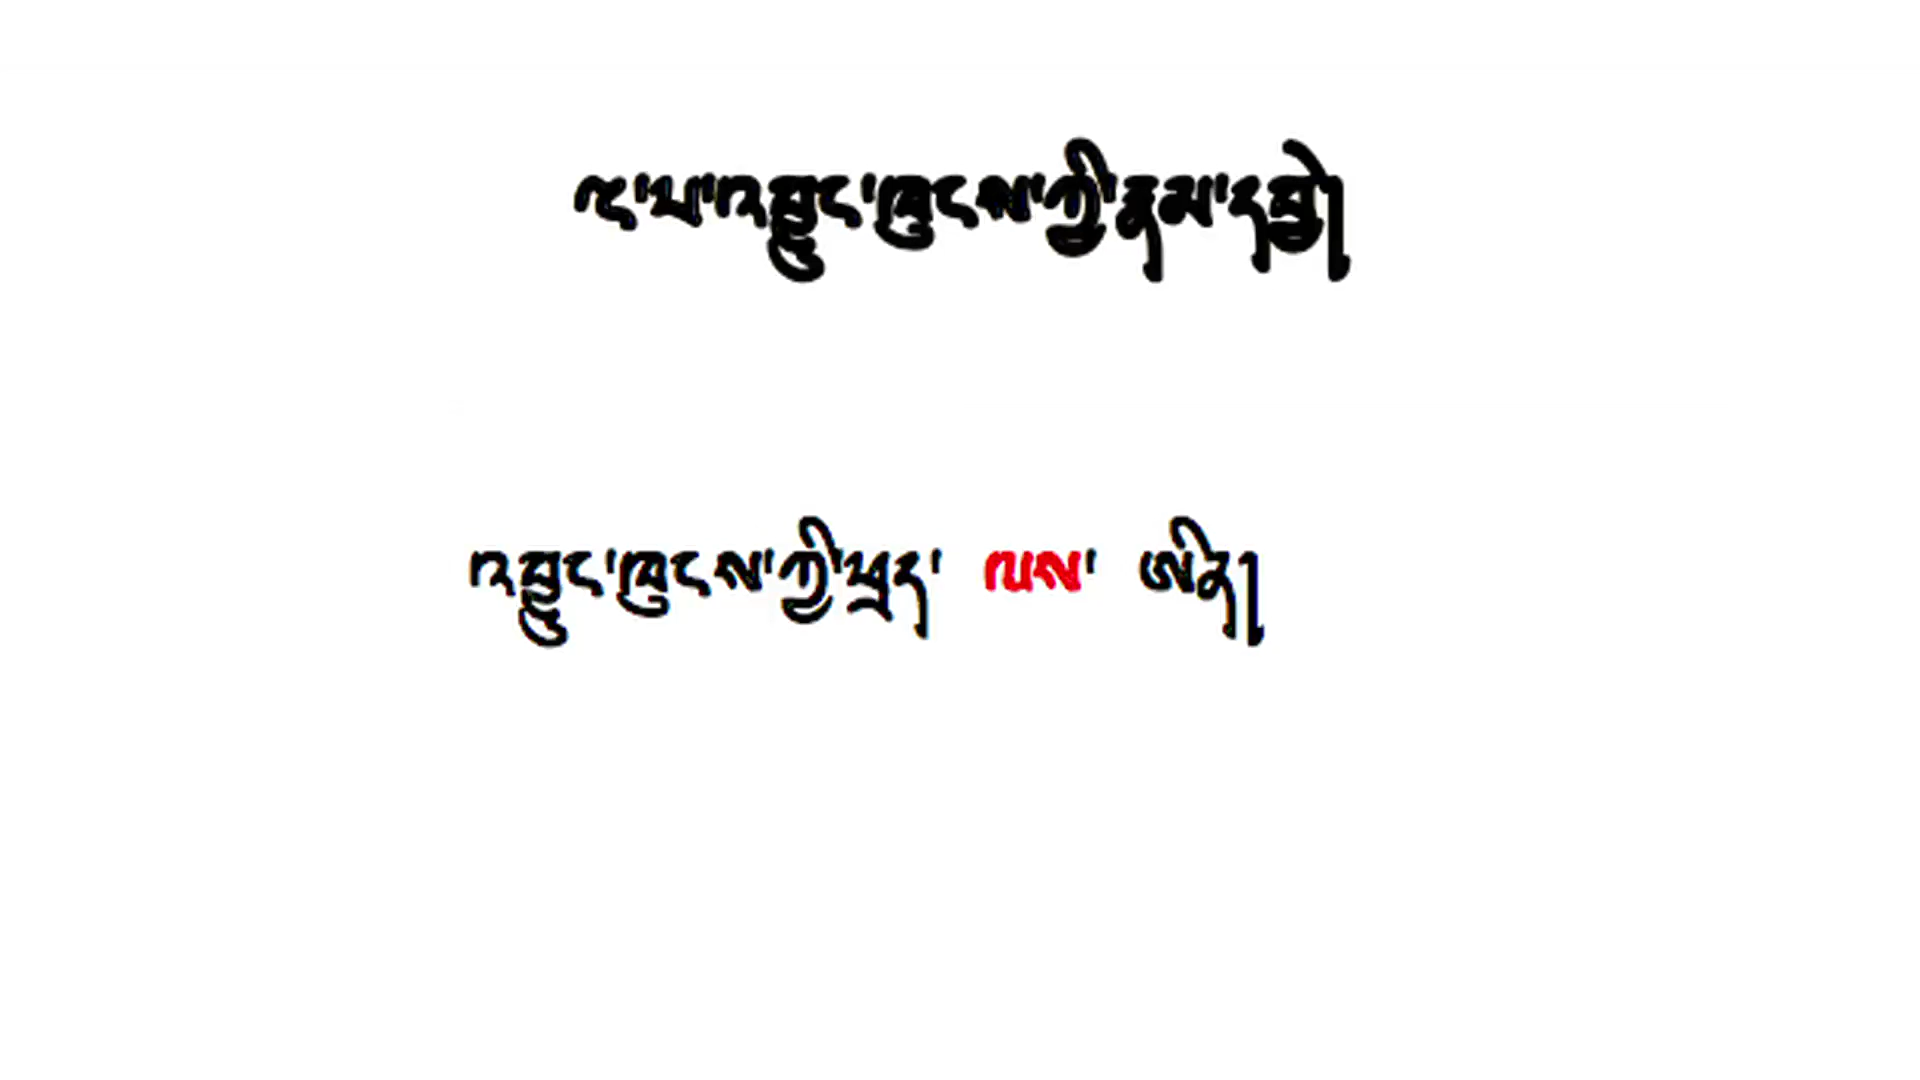 ལྔ་པ་འབྱུང་ཁུངས་ཀྱི་རྣམ་དབྱེ།
འབྱུང་ཁུངས་ཀྱི་ཕྲད་ ལས་ ཨིན།